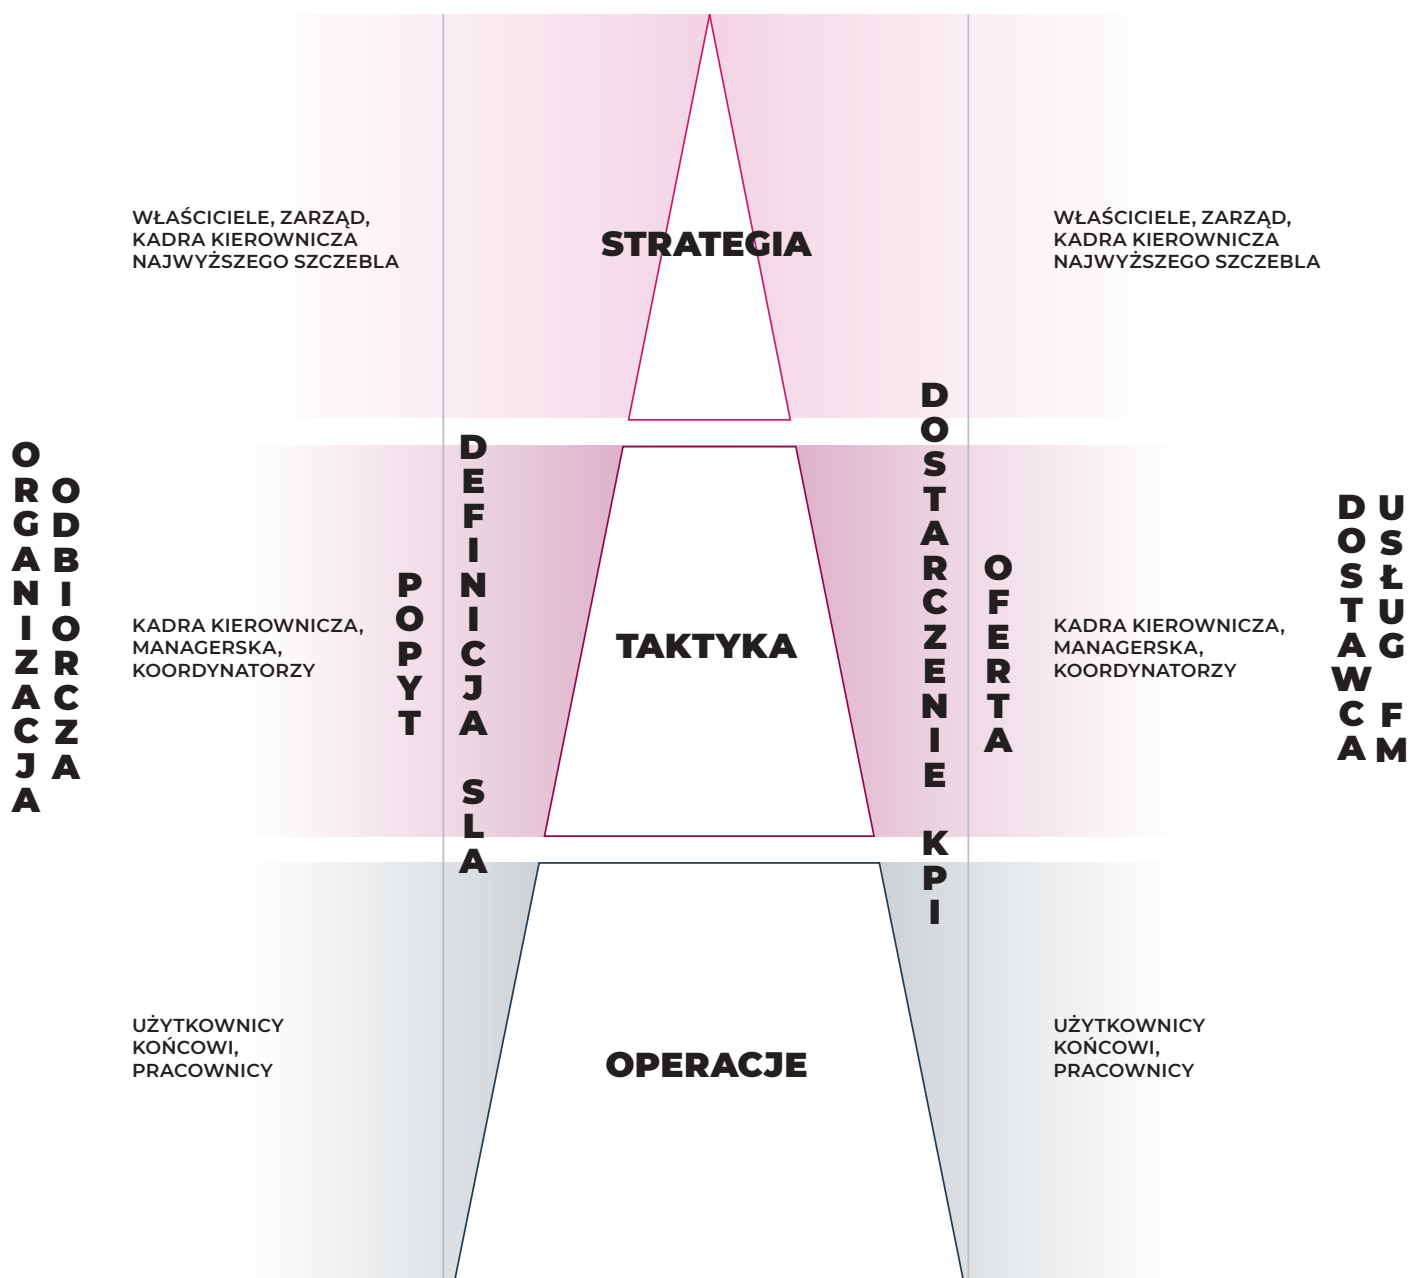 ORGANIZACJA
ODBIORCZA
WŁAŚCICIELE, ZARZĄD,
KADRA KIEROWNICZA
NAJWYŻSZEGO SZCZEBLA
KADRA KIEROWNICZA,
MANAGERSKA,
KOORDYNATORZY
UŻYTKOWNICY
KOŃCOWI,
PRACOWNICY
POPYT
DEFINICJA SLA
STRATEGIA
TAKTYKA
OPERACJE
DOSTARCZENIE KPI
OFERTA
WŁAŚCICIELE, ZARZĄD,
KADRA KIEROWNICZA
NAJWYŻSZEGO SZCZEBLA
KADRA KIEROWNICZA,
MANAGERSKA,
KOORDYNATORZY
UŻYTKOWNICY
KOŃCOWI,
PRACOWNICY
DOSTAWCA
USŁUG FM